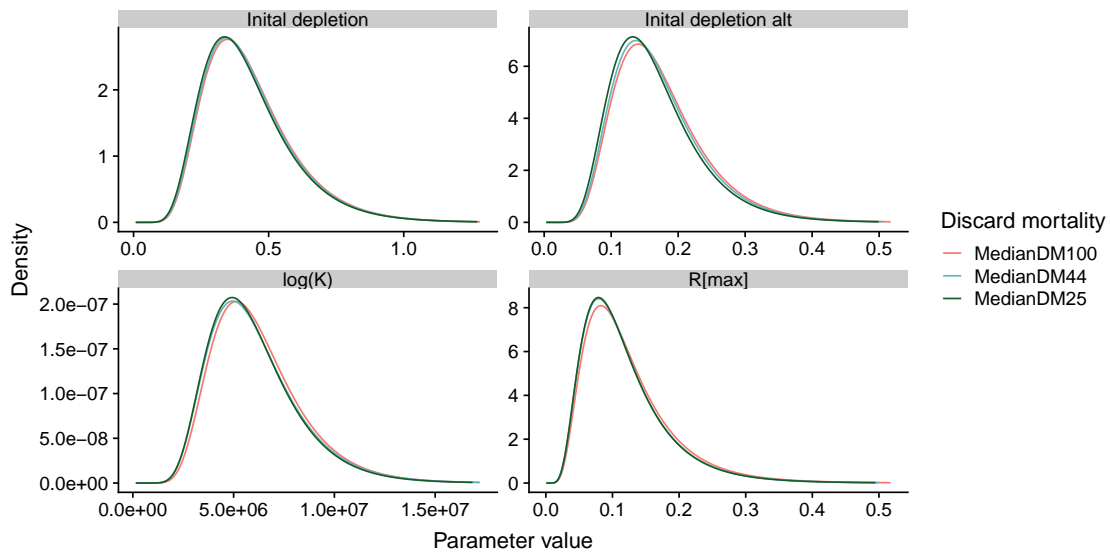 Inital depletion
Inital depletion alt
2
1
0
6
4
2
0
0.0 0.5 1.0
0.0 0.1 0.2 0.3 0.4 0.5
Density
log(K)
R[max]
2.0e−07
1.5e−07
1.0e−07
5.0e−08
0.0e+00
8
6
4
2
0
0.0e+00 5.0e+06 1.0e+07 1.5e+07
0.0 0.1 0.2 0.3 0.4 0.5
Parameter value
Discard mortality
MedianDM100
MedianDM44
MedianDM25